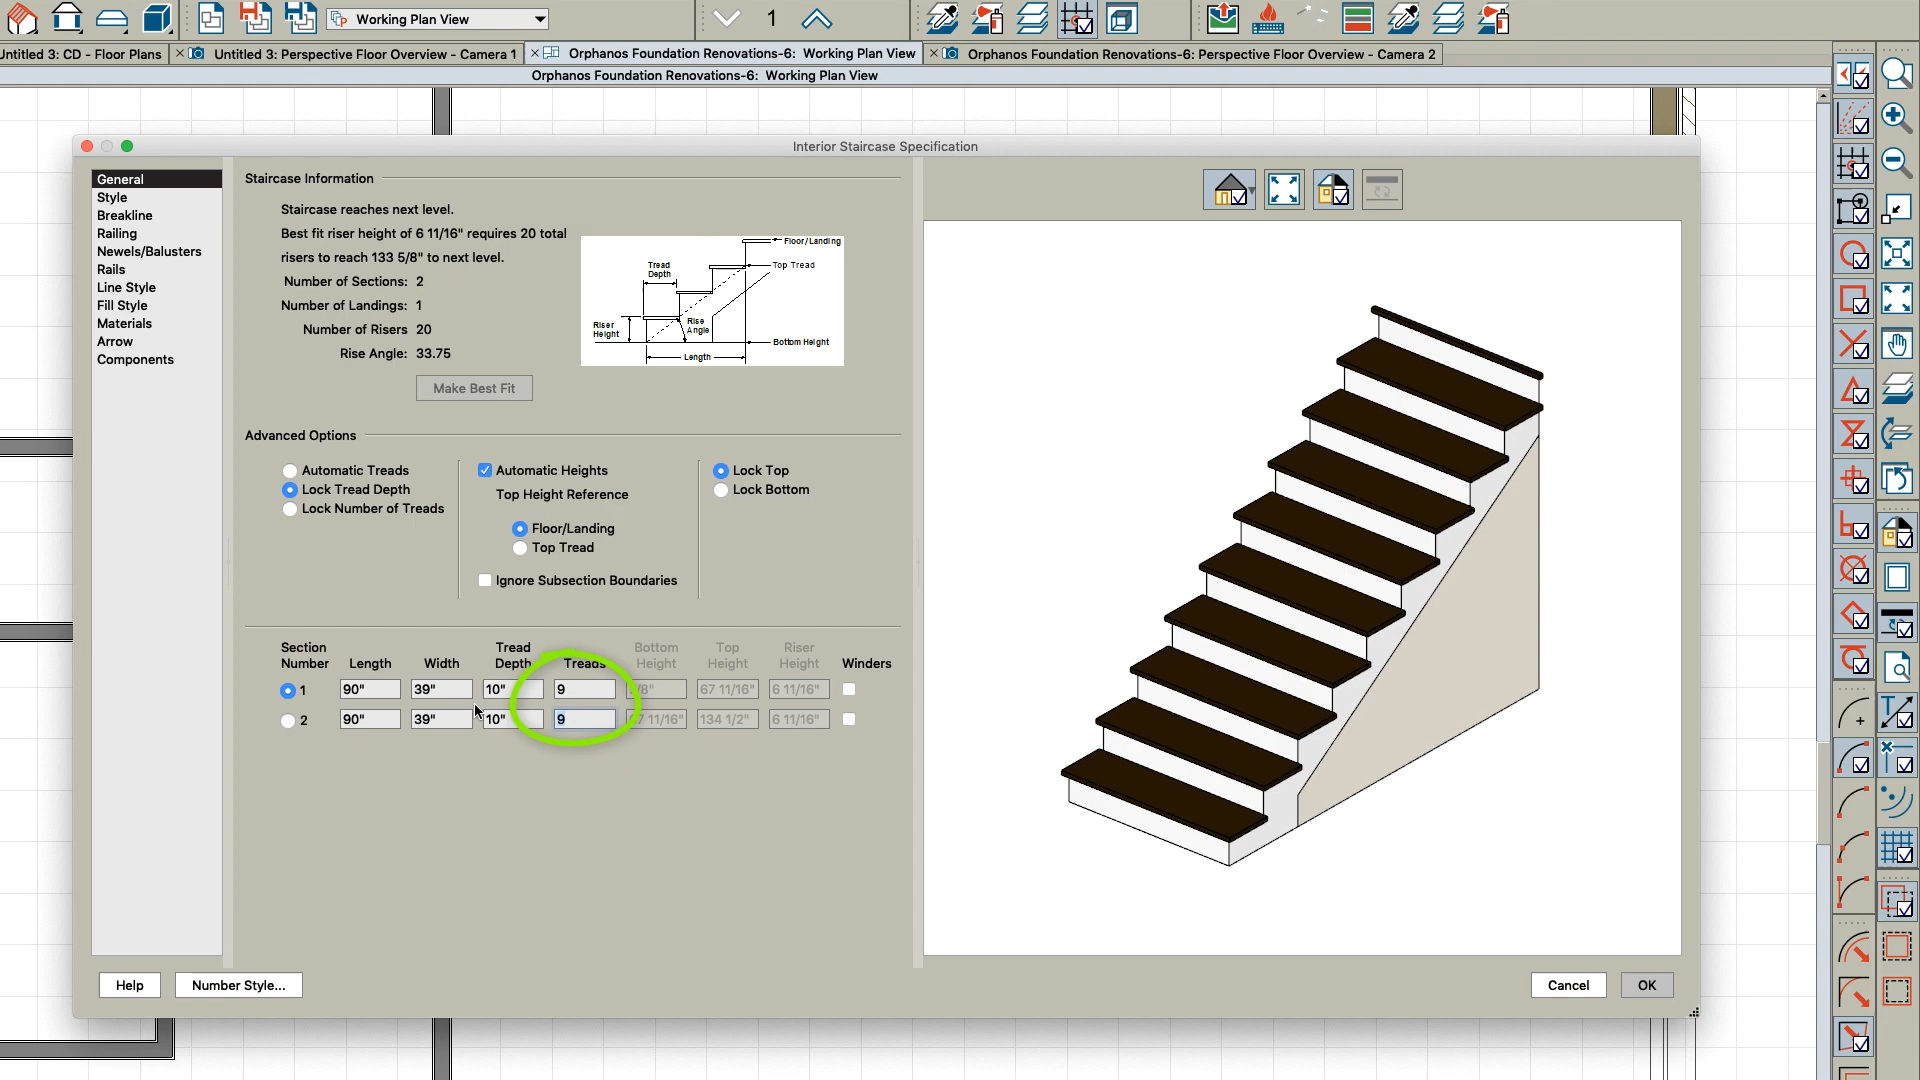 Working Plan View
1
Untitled 3: CD - Floor Plans
Untitled 3: Perspective Floor Overview - Camera 1
Orphanos Foundation Renovations-6: Working Plan View
Orphanos Foundation Renovations-6: Perspective Floor Overview - Camera 2
Orphanos Foundation Renovations-6: Working Plan View
Interior Staircase Specification
General
Style
Breakline
Railing
Newels/Balusters
Rails
Line Style
Fill Style
Materials
Arrow
Components
Staircase Information
Staircase reaches next level.
Best fit riser height of 6 11/16" requires 20 total
risers to reach 133 5/8" to next level.
Number of Sections: 2
Number of Landings: 1
Number of Risers 20
Rise Angle: 33.75
Make Best Fit
Floor/Landing
Tread
Depth
Top Tread
Riser
Height
Rise
Angle
Bottom Height
Length
Advanced Options
Automatic Treads
Lock Tread Depth
Lock Number of Treads
Automatic Heights
Top Height Reference
Floor/Landing
Top Tread
Ignore Subsection Boundaries
Lock Top
Lock Bottom
Section
Number Length Width
Tread
Depth Treads
Bottom
Height
Top
Height
Riser
Height Winders
1 90" 39" 10" 9 /8" 67 11/16" 6 11/16"
2 90" 39" 10" 9 7 11/16" 134 1/2" 6 11/16"
Help
Number Style...
Cancel
OK